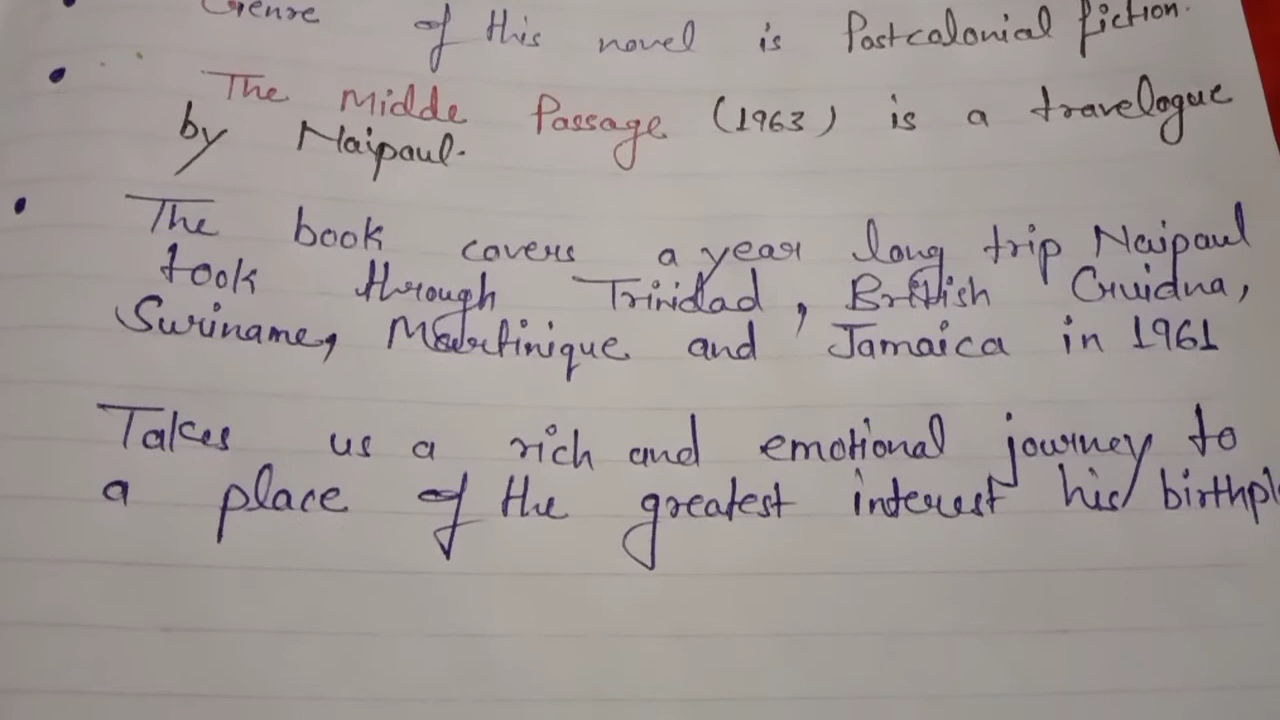 Genre of this novel is Postcolonial fiction.
The Midde Passage (1963) is a travelogue
by Naipaul.
The book covers a year long trip Naipaul
took through Trinidad, British Guidna,
Suriname, Martinique and Jamaica in 1961
Takes us a rich and emotional journey to
a place of the greatest interest his birthpl